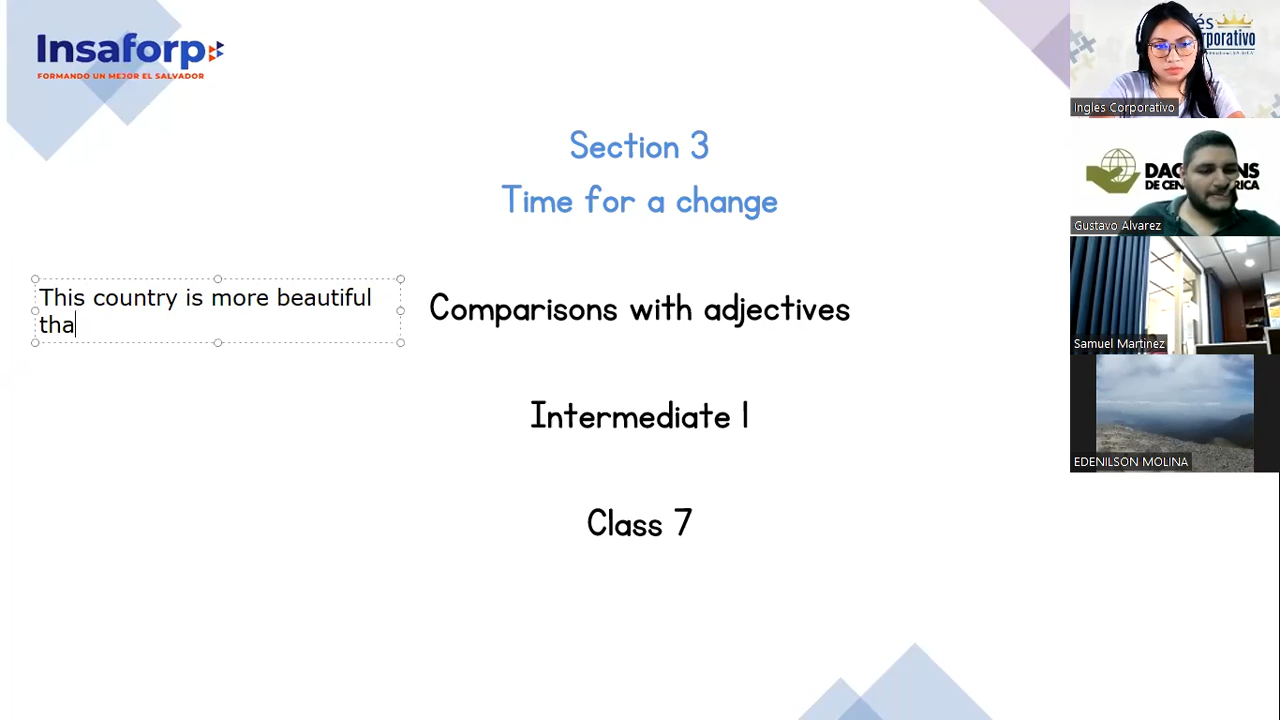 Insaforp
FORMANDO UN MEJOR EL SALVADOR
Section 3
Time for a change
This country is more beautiful
tha
Comparisons with adjectives
Intermediate 1
Class 7
Ingles Corporativo
Gustavo Alvarez
Samuel Martinez
EDENILSON MOLINA